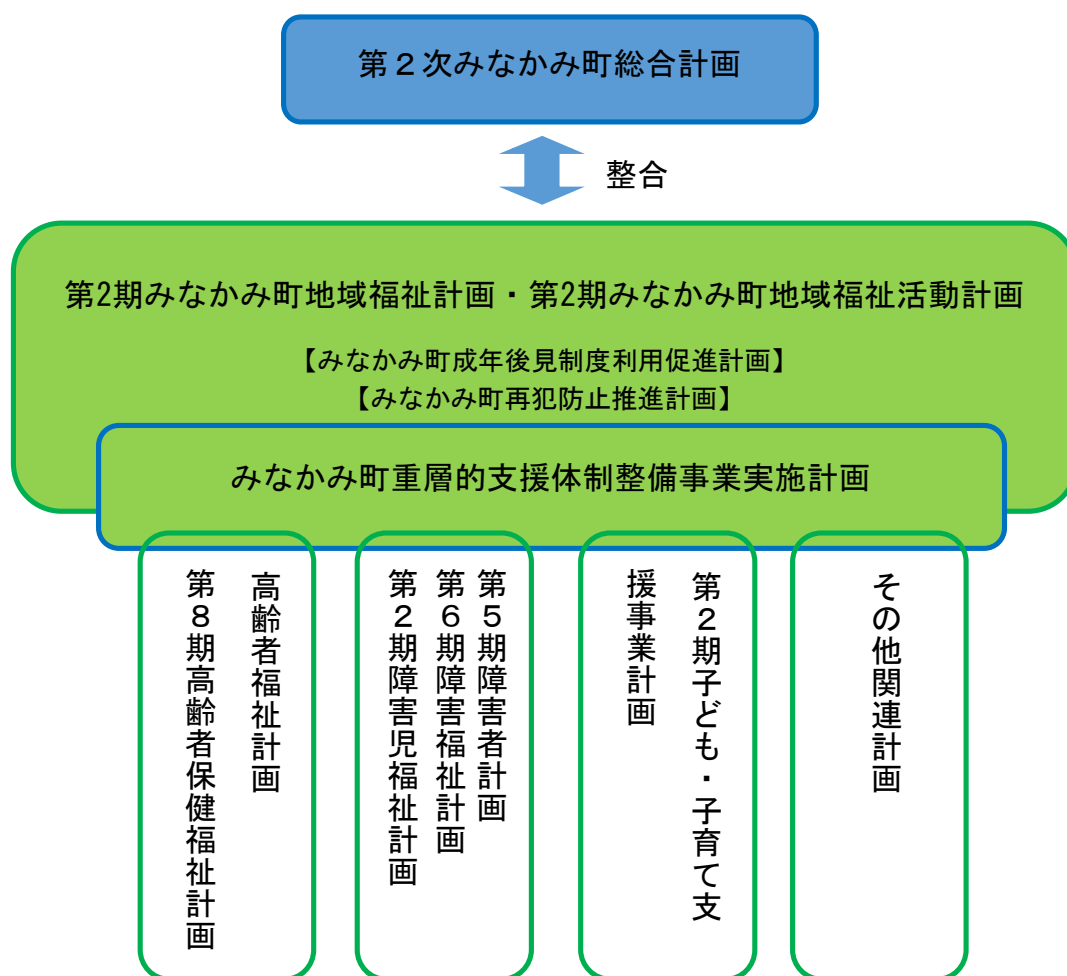 第２次みなかみ町総合計画
整合
第2期みなかみ町地域福祉計画・第2期みなかみ町地域福祉活動計画
【みなかみ町成年後見制度利用促進計画】
【みなかみ町再犯防止推進計画】
みなかみ町重層的支援体制整備事業実施計画
高齢者福祉計画
第８期高齢者保健福祉計画
第５期障害者計画
第６期障害福祉計画
第２期障害児福祉計画
第２期子ども・子育て支
援事業計画
その他関連計画